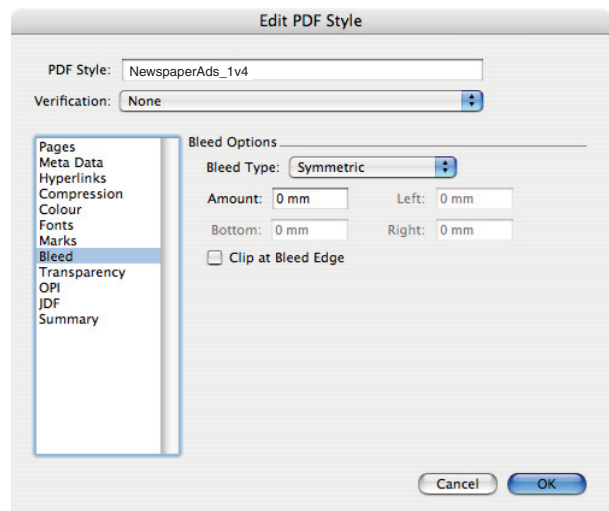 Edit PDF Style
PDF Style: NewspaperAds_1v4
Verification: None
Pages
Meta Data
Hyperlinks
Compression
Colour
Fonts
Marks
Bleed
Transparency
OPI
JDF
Summary
Bleed Options
Bleed Type: Symmetric
Amount: 0 mm Left: 0 mm
Bottom: 0 mm Right: 0 mm
Clip at Bleed Edge
Cancel OK